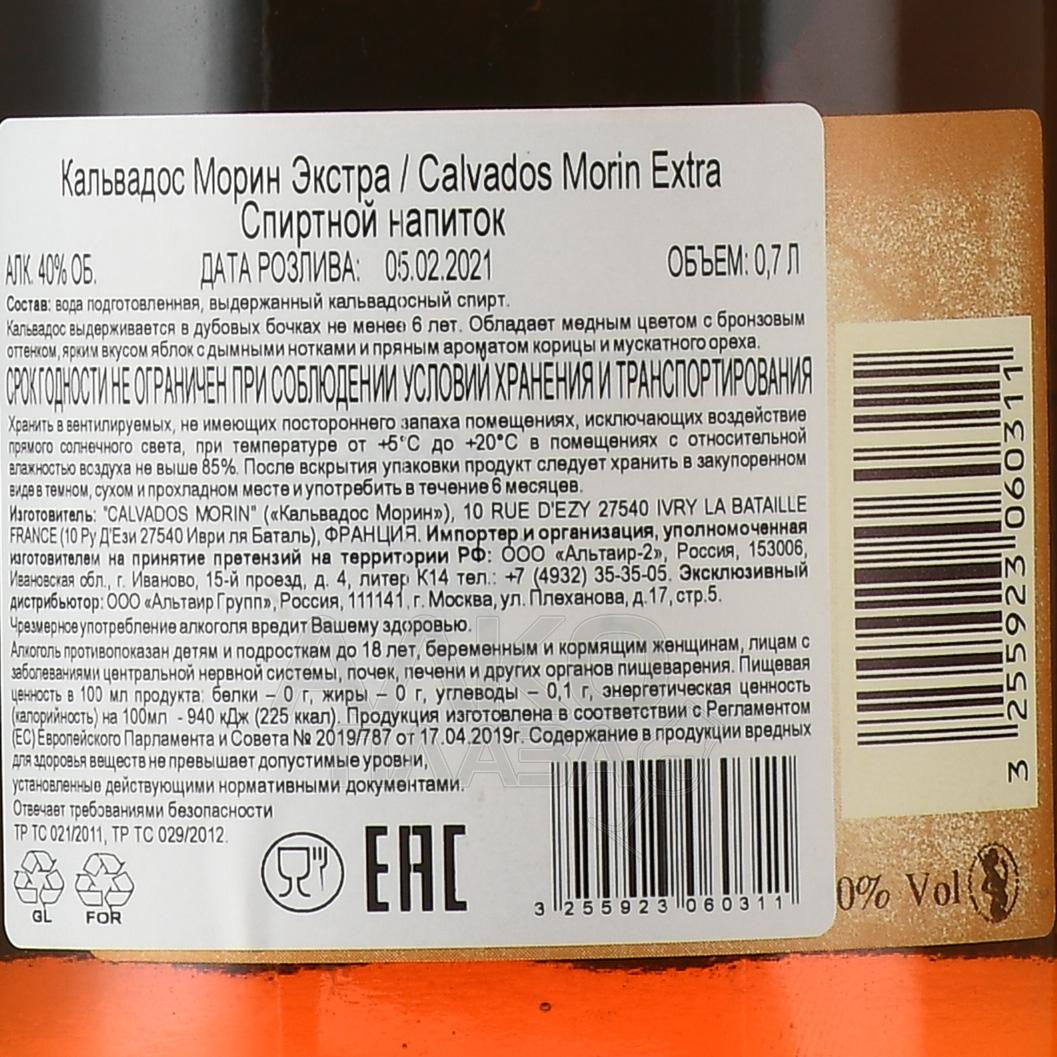 Кальвадос Морин Экстра / Calvados Morin Extra
Спиртной напиток
АЛК. 40% ОБ. ДАТА РОЗЛИВА: 05.02.2021 ОБЪЕМ: 0,7 Л
Состав: вода подготовленная, выдержанный кальвадосный спирт.
Кальвадос выдерживается в дубовых бочках не менее 6 лет. Обладает медным цветом с бронзовым
оттенком, ярким вкусом яблок с дымными нотками и пряным ароматом корицы и мускатного ореха.
СРОК ГОДНОСТИ НЕ ОГРАНИЧЕН ПРИ СОБЛЮДЕНИИ УСЛОВИЙ ХРАНЕНИЯ И ТРАНСПОРТИРОВАНИЯ
Хранить в вентилируемых, не имеющих постороннего запаха помещениях, исключающих воздействие
прямого солнечного света, при температуре от +5°C до +20°C в помещениях с относительной
влажностью воздуха не выше 85%. После вскрытия упаковки продукт следует хранить в закупоренном
виде в темном, сухом и прохладном месте и употребить в течение 6 месяцев.
Изготовитель: "CALVADOS MORIN" («Кальвадос Морин»), 10 RUE D'EZY 27540 IVRY LA BATAILLE
FRANCE (10 Ру Д'Ези 27540 Иври ля Баталь), ФРАНЦИЯ. Импортер и организация, уполномоченная
изготовителем на принятие претензий на территории РФ: ООО «Альтаир-2», Россия, 153006,
Ивановская обл., г. Иваново, 15-й проезд, д. 4, литер К14 тел.: +7 (4932) 35-35-05. Эксклюзивный
дистрибьютор: ООО «Альтаир Групп», Россия, 111141, г. Москва, ул. Плеханова, д.17, стр.5.
Чрезмерное употребление алкоголя вредит Вашему здоровью.
Алкоголь противопоказан детям и подросткам до 18 лет, беременным и кормящим женщинам, лицам с
заболеваниями центральной нервной системы, почек, печени и других органов пищеварения. Пищевая
ценность в 100 мл продукта: белки – 0 г, жиры – 0 г, углеводы – 0,1 г, энергетическая ценность
(калорийность) на 100мл - 940 кДж (225 ккал). Продукция изготовлена в соответствии с Регламентом
(ЕС) Европейского Парламента и Совета № 2019/787 от 17.04.2019г. Содержание в продукции вредных
для здоровья веществ не превышает допустимые уровни,
установленные действующими нормативными документами.
Отвечает требованиями безопасности
ТР ТС 021/2011, ТР ТС 029/2012.
GL FOR
EAC
3 255923 060311
3 255923 060311
0% Vol